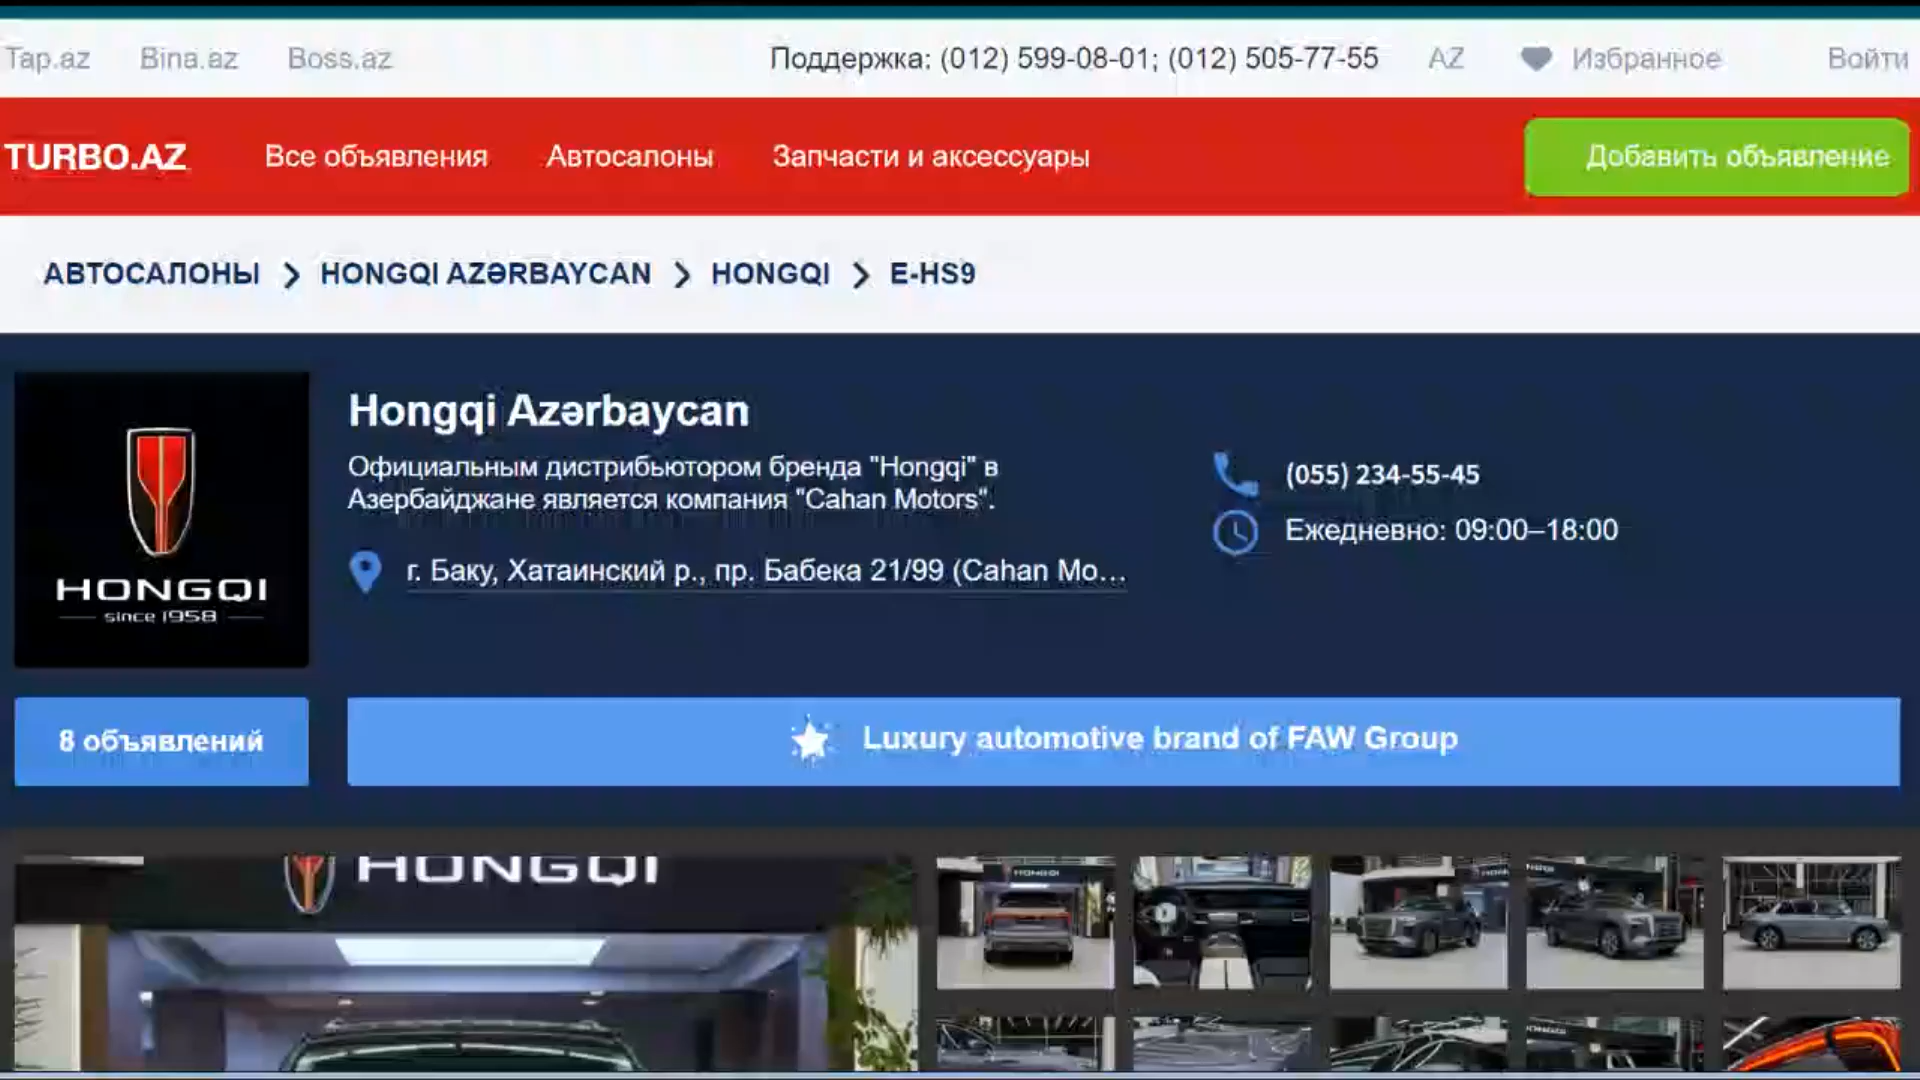 Tap.az Bina.az Boss.az Поддержка: (012) 599-08-01; (012) 505-77-55 AZ Избранное Войти
TURBO.AZ Все объявления Автосалоны Запчасти и аксессуары Добавить объявление
АВТОСАЛОНЫ HONGQI AZƏRBAYCAN HONGQI E-HS9
Hongqi Azərbaycan
Официальным дистрибьютором бренда "Hongqi" в
Азербайджане является компания "Cahan Motors".
(055) 234-55-45
Ежедневно: 09:00–18:00
г. Баку, Хатаинский р., пр. Бабека 21/99 (Cahan Mo...
HONGQI
since 1958
8 объявлений
Luxury automotive brand of FAW Group
HONGQI
HONGQI